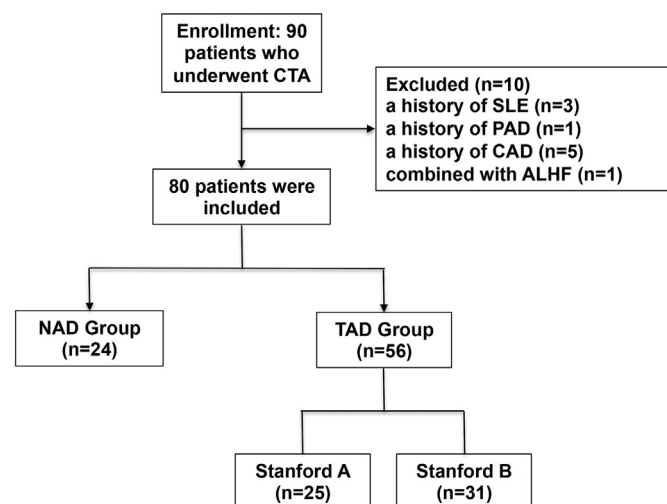 Enrollment: 90
patients who
underwent CTA
Excluded (n=10)
a history of SLE (n=3)
a history of PAD (n=1)
a history of CAD (n=5)
combined with ALHF (n=1)
80 patients were
included
NAD Group
(n=24)
TAD Group
(n=56)
Stanford A
(n=25)
Stanford B
(n=31)